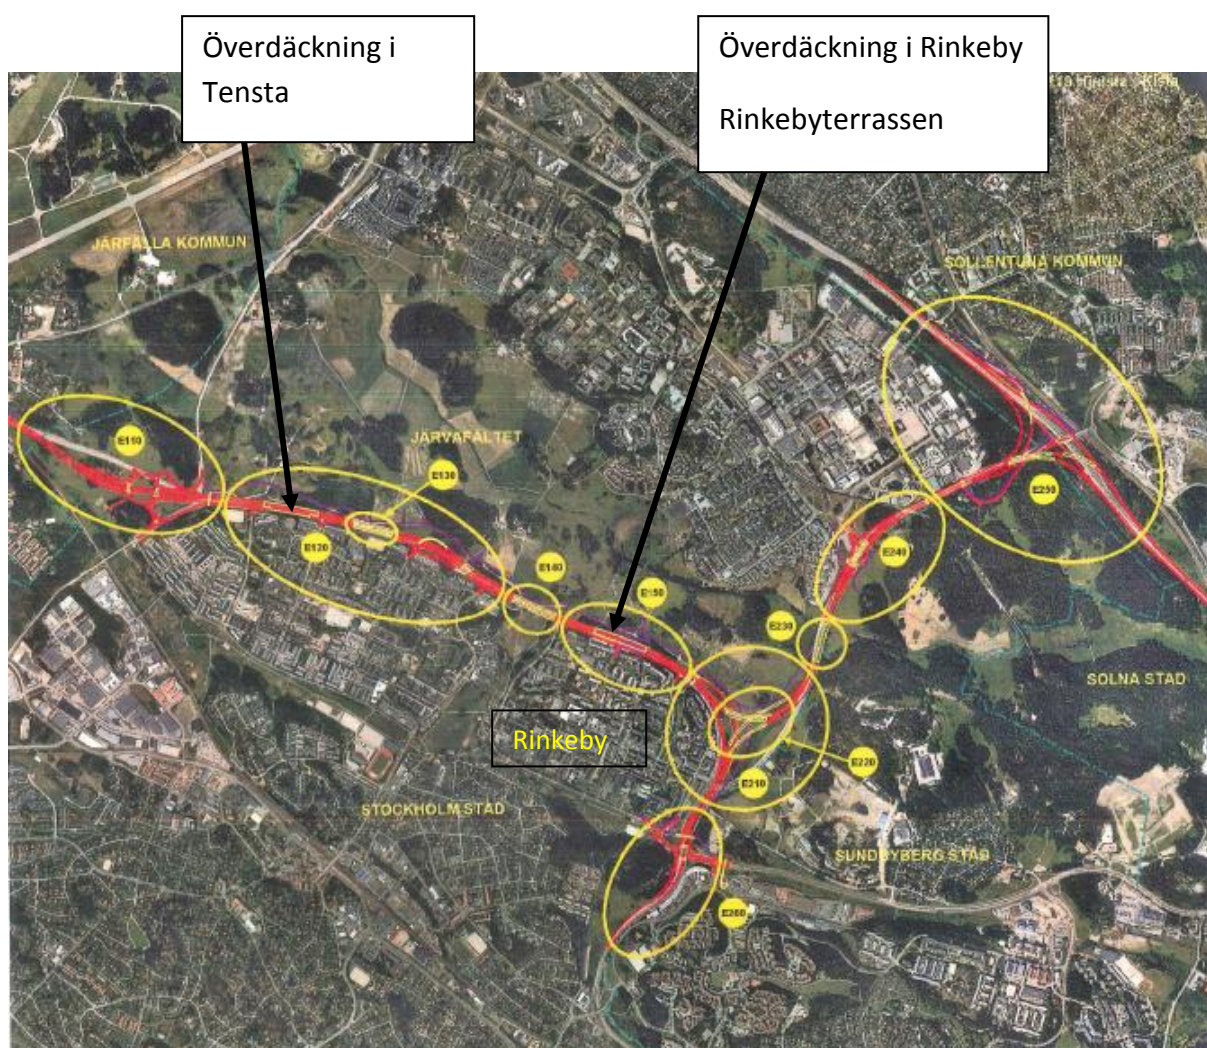 Överdäckning i
Tensta
Överdäckning i Rinkeby
Rinkebyterrassen
Kista
JÄRFÄLLA KOMMUN
SOLLENTUNA KOMMUN
E110
JÄRVAFÄLTET
E130
E250
E120
E240
E140
E150
E230
SOLNA STAD
Rinkeby
E220
E210
STOCKHOLM STAD
SUNDBYBERG STAD
E260